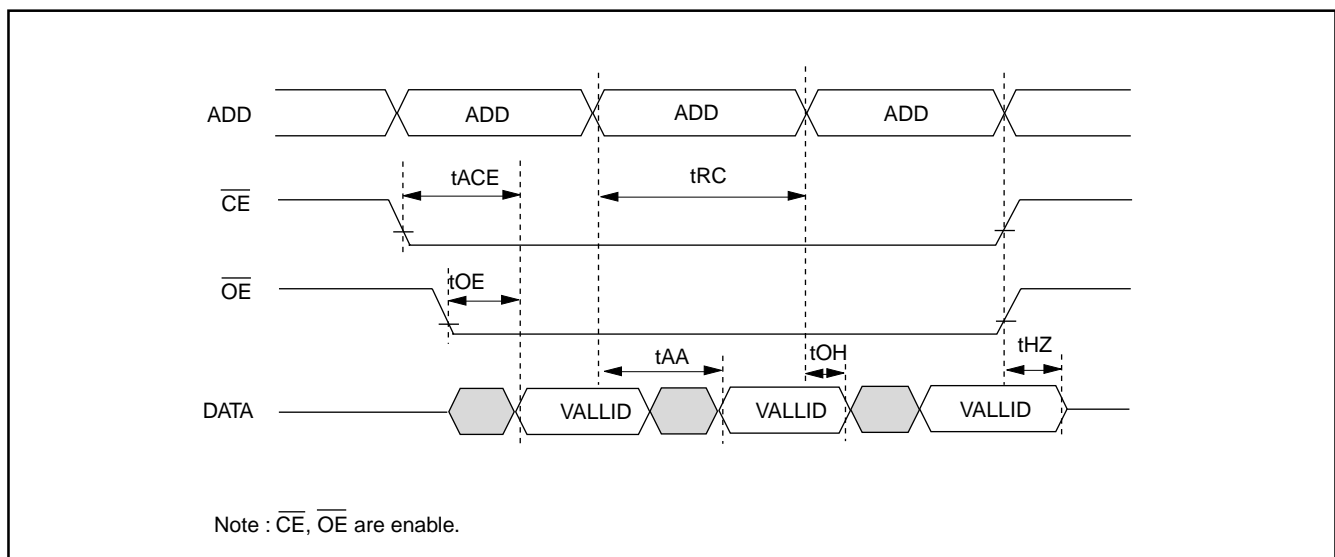 ADD ADD ADD ADD
tACE tRC
CE
tOE
OE
tAA tOH tHZ
DATA VALLID VALLID VALLID
Note : CE, OE are enable.